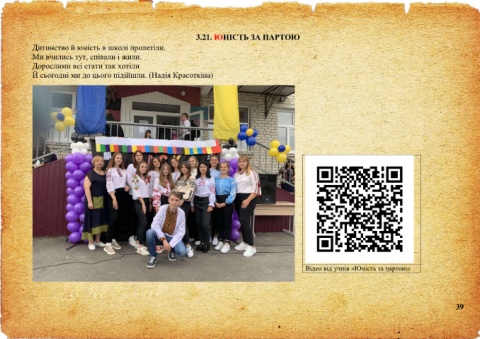 3.21. ЮНІСТЬ ЗА ПАРТОЮ
Дитинство й юність в школі пролетіли,
Ми вчились тут, співали і жили.
Дорослими всі стати так хотіли
Й сьогодні ми до цього підійшли. (Надія Красоткіна)
Відео від учнів «Юність за партою»
39